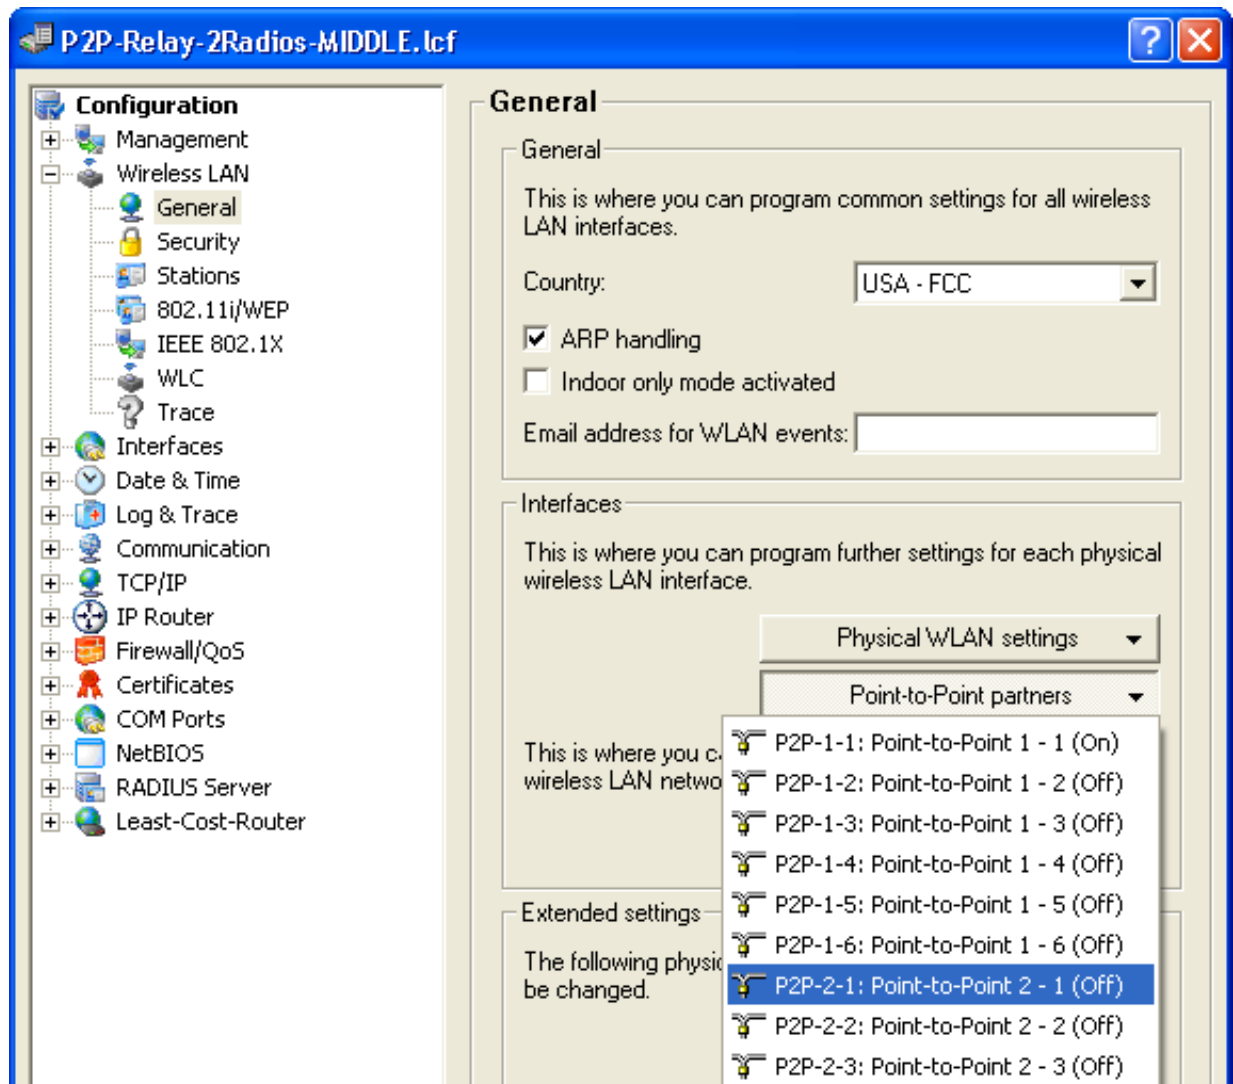 P2P-Relay-2Radios-MIDDLE.lcf
Configuration
Management
Wireless LAN
General
Security
Stations
802.11i/WEP
IEEE 802.1X
WLC
Trace
Interfaces
Date & Time
Log & Trace
Communication
TCP/IP
IP Router
Firewall/QoS
Certificates
COM Ports
NetBIOS
RADIUS Server
Least-Cost-Router
General
General
This is where you can program common settings for all wireless
LAN interfaces.
Country:
USA - FCC
ARP handling
Indoor only mode activated
Email address for WLAN events:
Interfaces
This is where you can program further settings for each physical
wireless LAN interface.
Physical WLAN settings
Point-to-Point partners
This is where you
wireless LAN
P2P-1-1: Point-to-Point 1 - 1 (On)
P2P-1-2: Point-to-Point 1 - 2 (Off)
P2P-1-3: Point-to-Point 1 - 3 (Off)
P2P-1-4: Point-to-Point 1 - 4 (Off)
P2P-1-5: Point-to-Point 1 - 5 (Off)
P2P-1-6: Point-to-Point 1 - 6 (Off)
P2P-2-1: Point-to-Point 2 - 1 (Off)
P2P-2-2: Point-to-Point 2 - 2 (Off)
P2P-2-3: Point-to-Point 2 - 3 (Off)
Extended settings
The following
be changed.